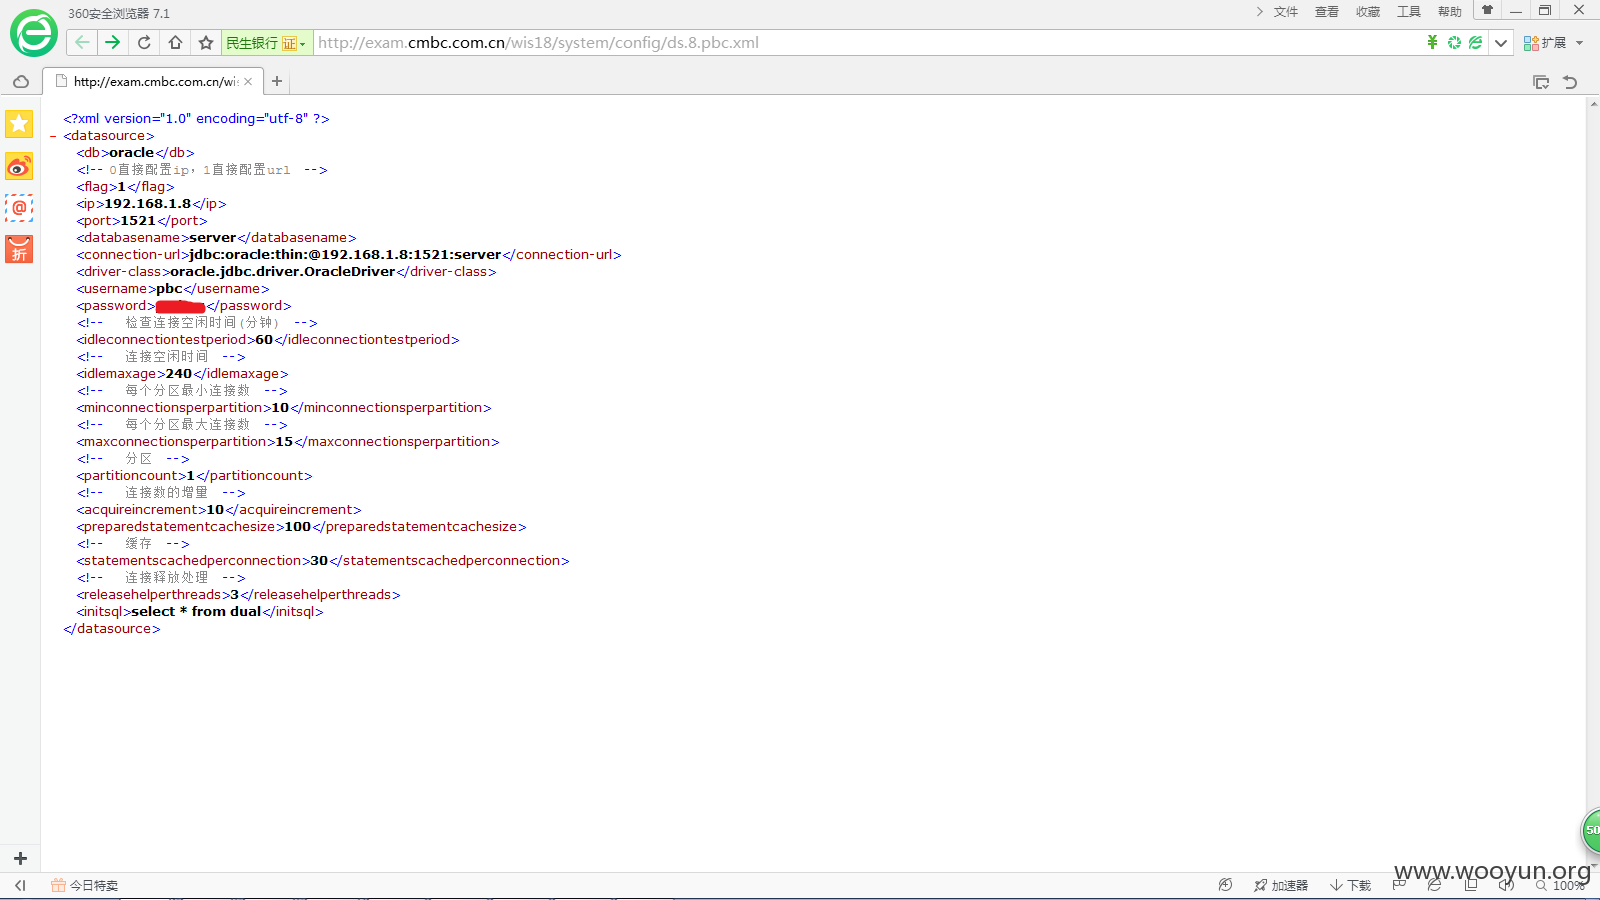 360安全浏览器 7.1
文件 查看 收藏 工具 帮助
民生银行 证 http://exam.cmbc.com.cn/wis18/system/config/ds.8.pbc.xml
扩展
http://exam.cmbc.com.cn/wi
<?xml version="1.0" encoding="utf-8" ?>
- <datasource>
<db>oracle</db>
<!-- 0直接配置ip，1直接配置url -->
<flag>1</flag>
<ip>192.168.1.8</ip>
<port>1521</port>
<databasename>server</databasename>
<connection-url>jdbc:oracle:thin:@192.168.1.8:1521:server</connection-url>
<driver-class>oracle.jdbc.driver.OracleDriver</driver-class>
<username>pbc</username>
<password></password>
<!-- 检查连接空闲时间(分钟) -->
<idleconnectiontestperiod>60</idleconnectiontestperiod>
<!-- 连接空闲时间 -->
<idlemaxage>240</idlemaxage>
<!-- 每个分区最小连接数 -->
<minconnectionsperpartition>10</minconnectionsperpartition>
<!-- 每个分区最大连接数 -->
<maxconnectionsperpartition>15</maxconnectionsperpartition>
<!-- 分区 -->
<partitioncount>1</partitioncount>
<!-- 连接数的增量 -->
<acquireincrement>10</acquireincrement>
<preparedstatementcachesize>100</preparedstatementcachesize>
<!-- 缓存 -->
<statementscachedperconnection>30</statementscachedperconnection>
<!-- 连接释放处理 -->
<releasehelperthreads>3</releasehelperthreads>
<initsql>select * from dual</initsql>
</datasource>
折
50
www.wooyun.org
今日特卖
加速器 下载 100%